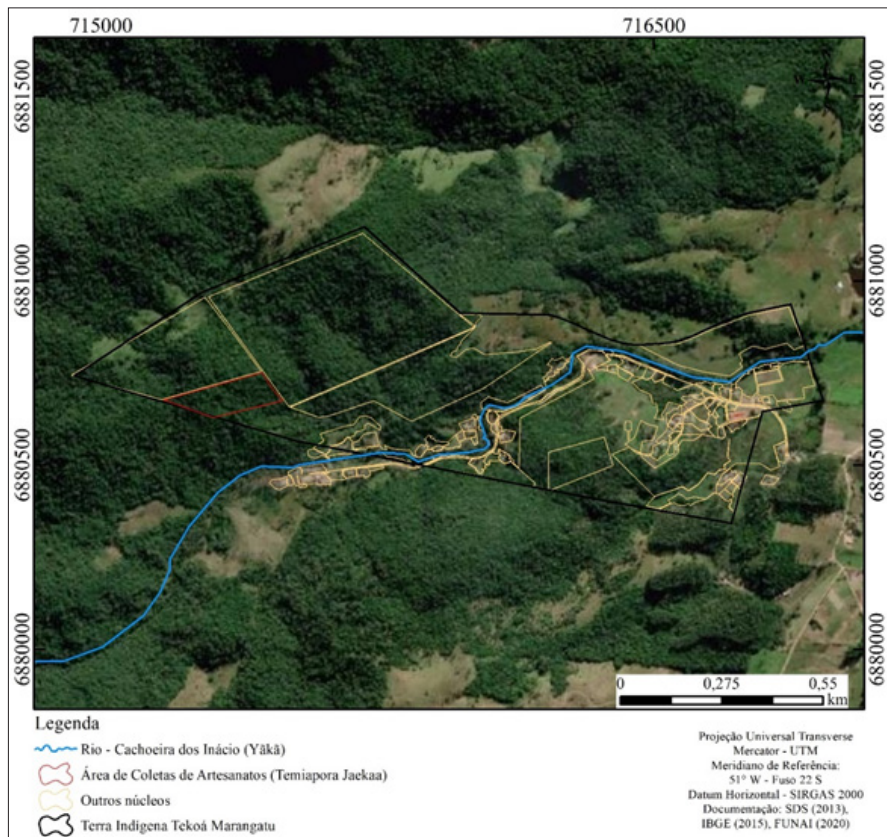 715000 716500
6881500 6881500
6881000 6881000
6880500 6880500
6880000 6880000
0 0,275 0,55
km
Legenda
Rio - Cachoeira dos Inácio (Yãkã)
Área de Coletas de Artesanatos (Temiapora Jaekaa)
Outros núcleos
Terra Indígena Tekoá Marangatu
Projeção Universal Transverse
Mercator - UTM
Meridiano de Referência:
51° W - Fuso 22 S
Datum Horizontal - SIRGAS 2000
Documentação: SDS (2013),
IBGE (2015), FUNAI (2020)